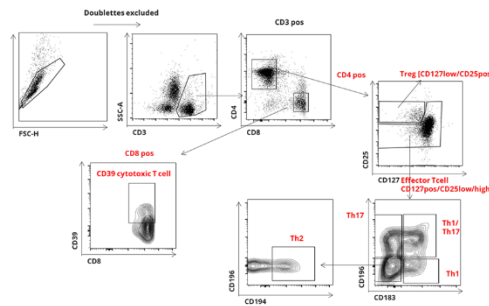 Doublettes excluded
CD3 pos
FSC-H
SSC-A
CD3
CD4
CD8
CD4 pos
Treg [CD127low/CD25pos
CD25
CD127
Effector Tcell
CD127pos/CD25low/high
CD8 pos
CD39 cytotoxic T cell
CD39
CD8
Th2
CD196
CD194
Th17
Th1/
Th17
Th1
CD196
CD183